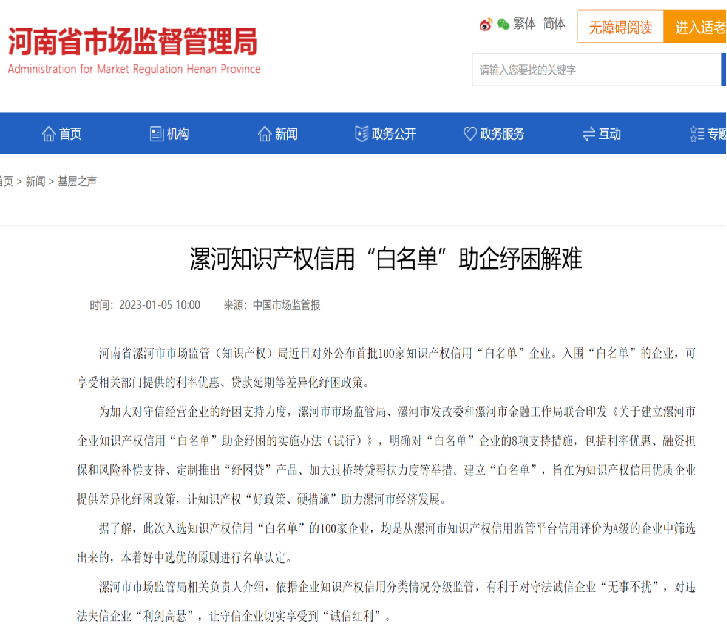 河南省市场监督管理局
Administration for Market Regulation Henan Province
繁体 简体 无障碍阅读 进入适老
请输入您要找的关键字
首页 机构 新闻 政务公开 政务服务 互动 专题
首页 > 新闻 > 基层之声
漯河知识产权信用“白名单”助企纾困解难
时间：2023-01-05 10:00 来源：中国市场监管报
河南省漯河市市场监管（知识产权）局近日对外公布首批100家知识产权信用“白名单”企业。入围“白名单”的企业，可
享受相关部门提供的利率优惠、贷款延期等差异化纾困政策。
为加大对守信经营企业的纾困支持力度，漯河市市场监管局、漯河市发改委和漯河市金融工作局联合印发《关于建立漯河市
企业知识产权信用“白名单”助企纾困的实施办法（试行）》，明确对“白名单”企业的8项支持措施，包括利率优惠、融资担
保和风险补偿支持、定制推出“纾困贷”产品、加大过桥转贷帮扶力度等举措。建立“白名单”，旨在为知识产权信用优质企业
提供差异化纾困政策，让知识产权“好政策、硬措施”助力漯河市经济发展。
据了解，此次入选知识产权信用“白名单”的100家企业，均是从漯河市知识产权信用监管平台信用评价为A级的企业中筛选
出来的，本着好中选优的原则进行名单认定。
漯河市市场监管局相关负责人介绍，依据企业知识产权信用分类情况分级监管，有利于对守法诚信企业“无事不扰”，对违
法失信企业“利剑高悬”，让守信企业切实享受到“诚信红利”。